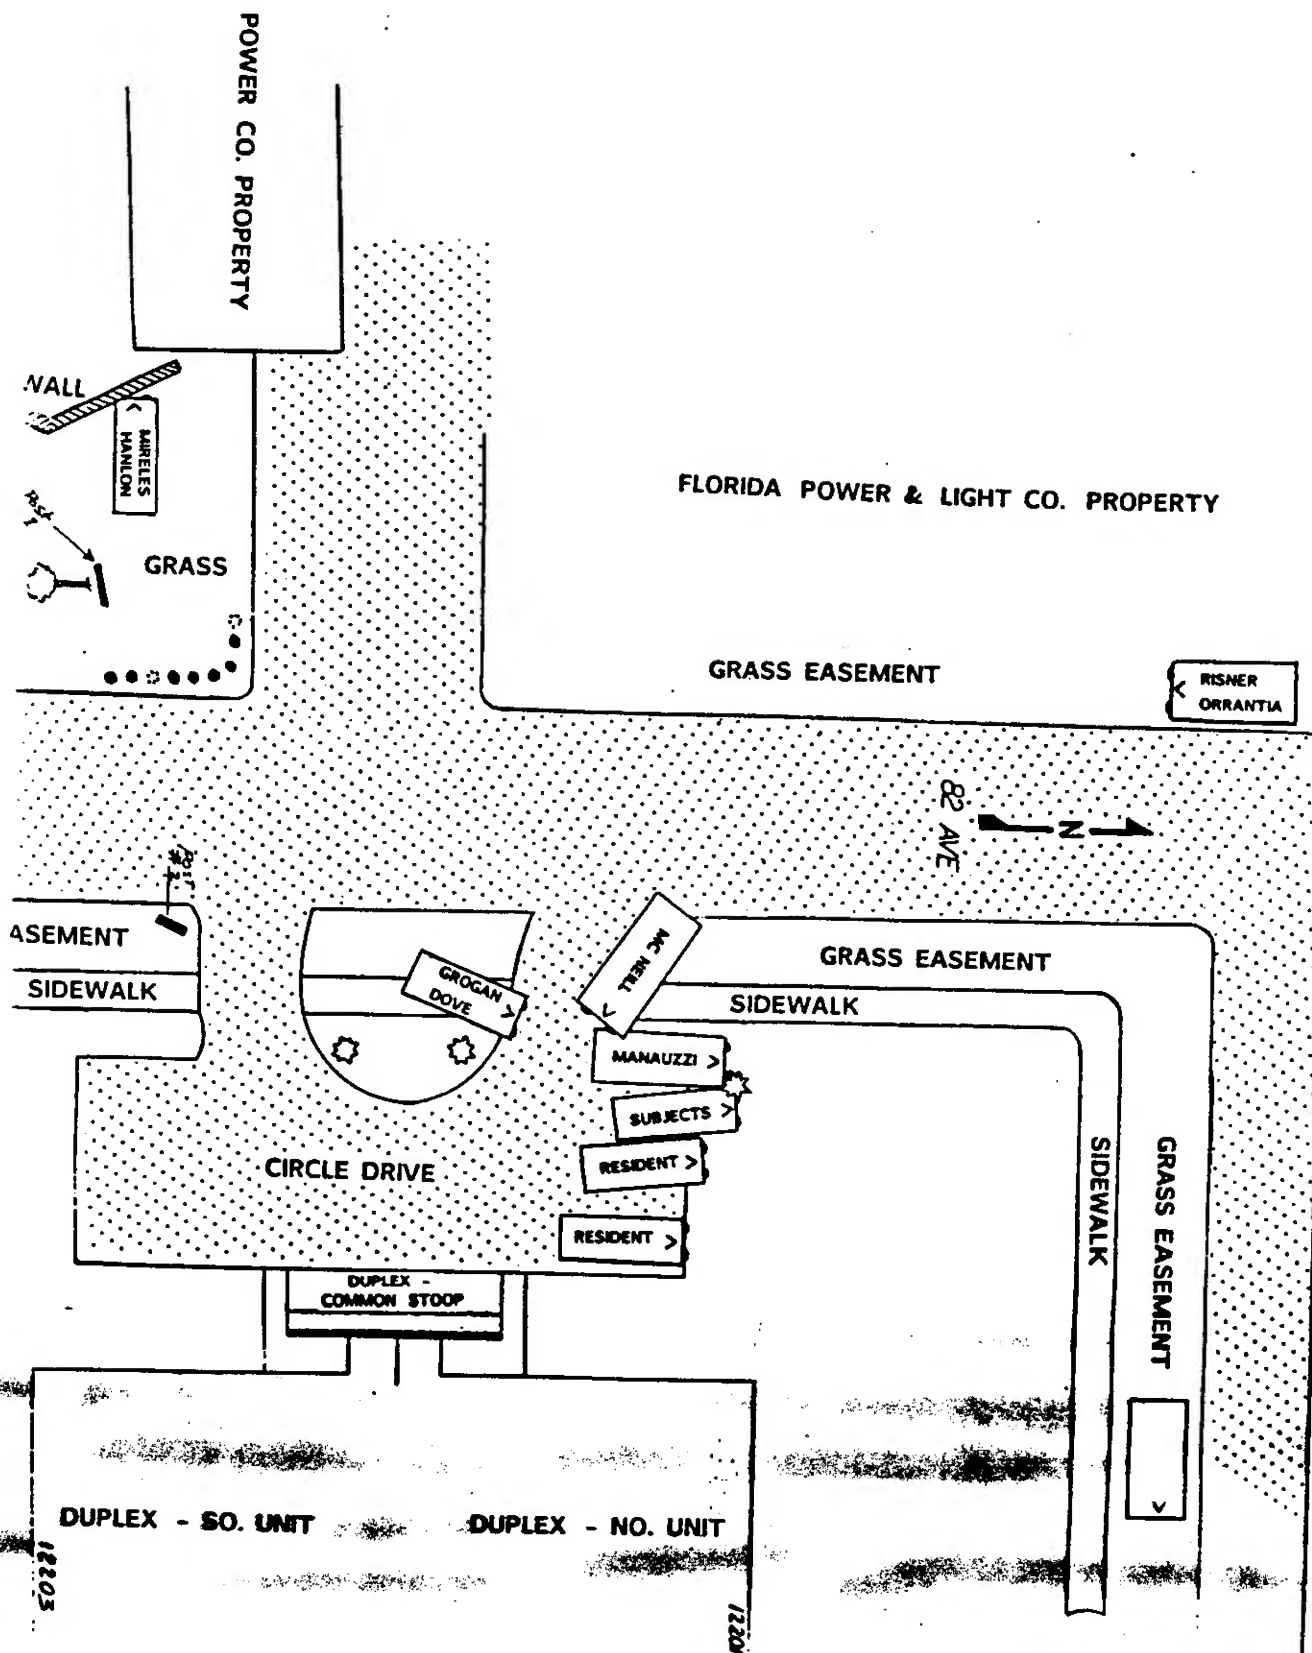 POWER CO. PROPERTY
WALL
MIRELES
HANLON
Post
1
GRASS
FLORIDA POWER & LIGHT CO. PROPERTY
GRASS EASEMENT
RISNER
ORRANTIA
82 AVE
N
Post
#2
ASEMENT
SIDEWALK
GROGAN
DOVE
MC NEILL
GRASS EASEMENT
SIDEWALK
MANAUZZI
SUBJECTS
RESIDENT
RESIDENT
CIRCLE DRIVE
SIDEWALK
GRASS EASEMENT
DUPLEX -
COMMON STOOP
DUPLEX - SO. UNIT
DUPLEX - NO. UNIT
12203
1220